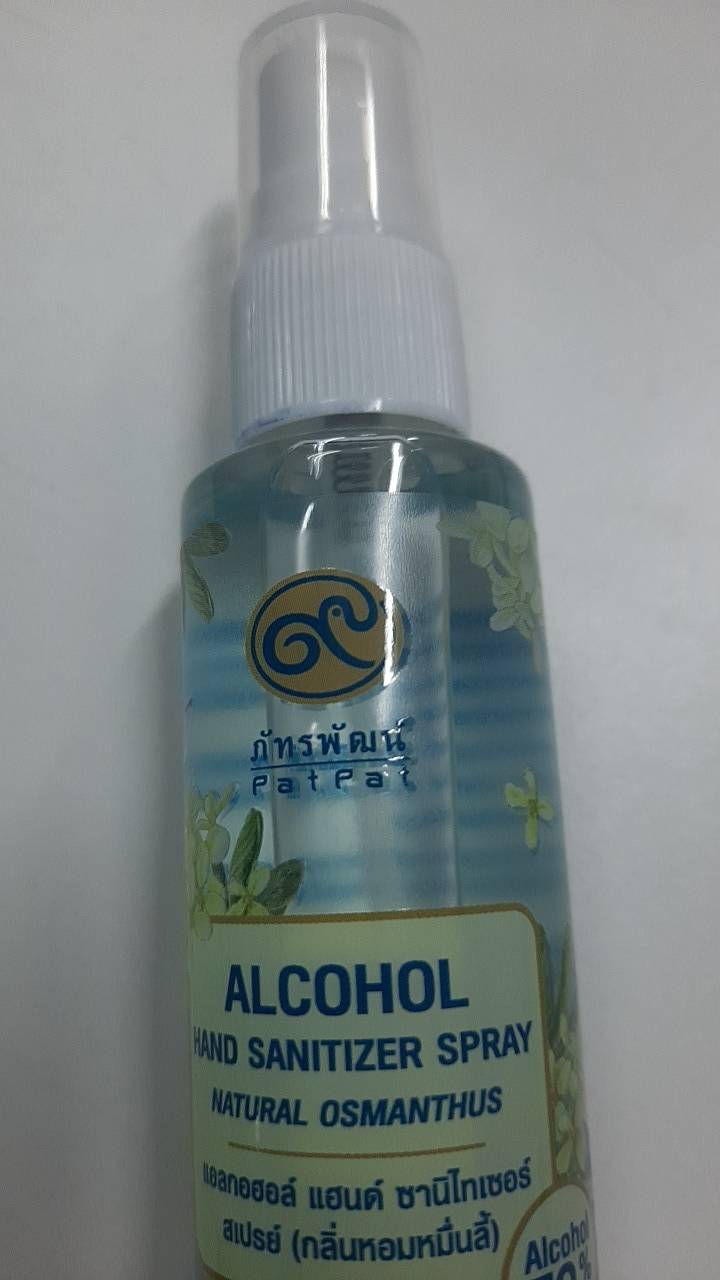 ภัทรพัฒน์
PatPat
ALCOHOL
HAND SANITIZER SPRAY
NATURAL OSMANTHUS
แอลกอฮอล์ แฮนด์ ซานิไทเซอร์
สเปรย์ (กลิ่นหอมหมื่นลี้)
Alcohol